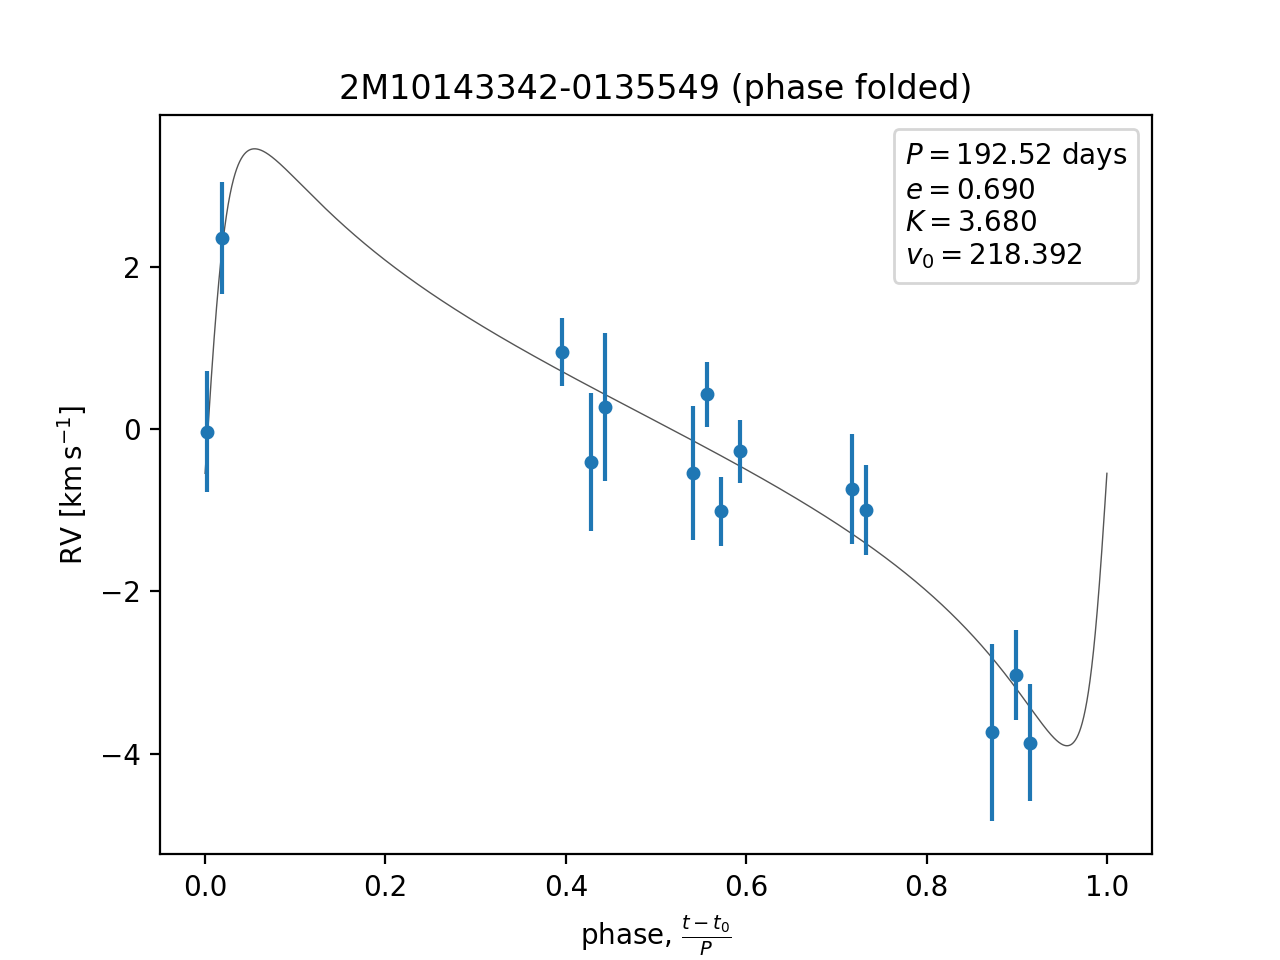 2M10143342-0135549 (phase folded)
P = 192.52 days
e = 0.690
K = 3.680
v₀ = 218.392
2
0
−2
−4
RV [km s⁻¹]
0.0 0.2 0.4 0.6 0.8 1.0
phase, (t − t₀)/P